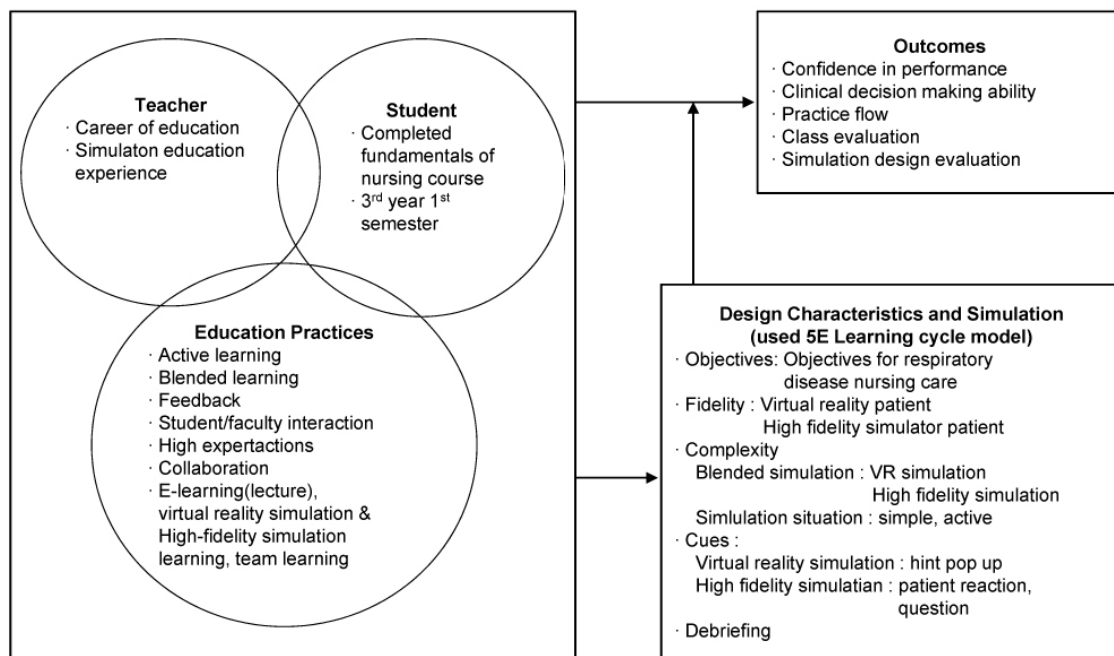 Teacher
· Career of education
· Simulaton education
experience
Student
· Completed
fundamentals of
nursing course
· 3rd year 1st
semester
Education Practices
· Active learning
· Blended learning
· Feedback
· Student/faculty interaction
· High expertactions
· Collaboration
· E-learning(lecture),
virtual reality simulation &
High-fidelity simulation
learning, team learning
Outcomes
· Confidence in performance
· Clinical decision making ability
· Practice flow
· Class evaluation
· Simulation design evaluation
Design Characteristics and Simulation
(used 5E Learning cycle model)
· Objectives: Objectives for respiratory
disease nursing care
· Fidelity : Virtual reality patient
High fidelity simulator patient
· Complexity
Blended simulation : VR simulation
High fidelity simulation
Simlulation situation : simple, active
· Cues :
Virtual reality simulation : hint pop up
High fidelity simulatian : patient reaction,
question
· Debriefing